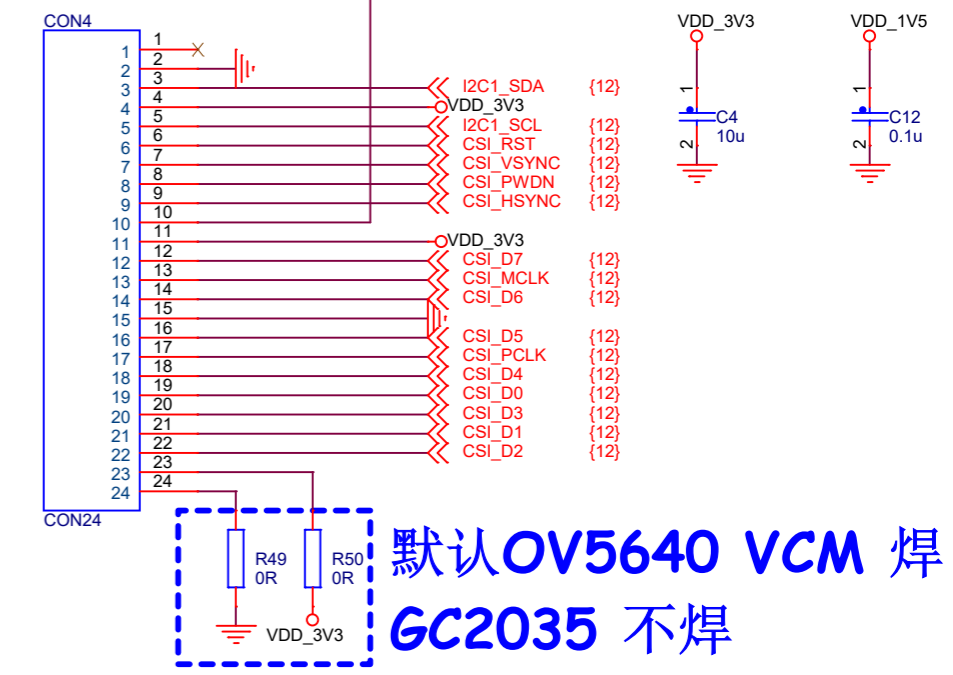 CON4
VDD_3V3
VDD_1V5
1 1
2 2
3 3 I2C1_SDA {12}
4 4 VDD_3V3
5 5 I2C1_SCL {12}
6 6 CSI_RST {12}
7 7 CSI_VSYNC {12}
8 8 CSI_PWDN {12}
9 9 CSI_HSYNC {12}
10 10
11 11 VDD_3V3
12 12 CSI_D7 {12}
13 13 CSI_MCLK {12}
14 14 CSI_D6 {12}
15 15
16 16 CSI_D5 {12}
17 17 CSI_PCLK {12}
18 18 CSI_D4 {12}
19 19 CSI_D0 {12}
20 20 CSI_D3 {12}
21 21 CSI_D1 {12}
22 22 CSI_D2 {12}
23 23
24 24
CON24
1
C4
10u
2
1
C12
0.1u
2
R49
0R
R50
0R
VDD_3V3
默认OV5640 VCM 焊
GC2035 不焊